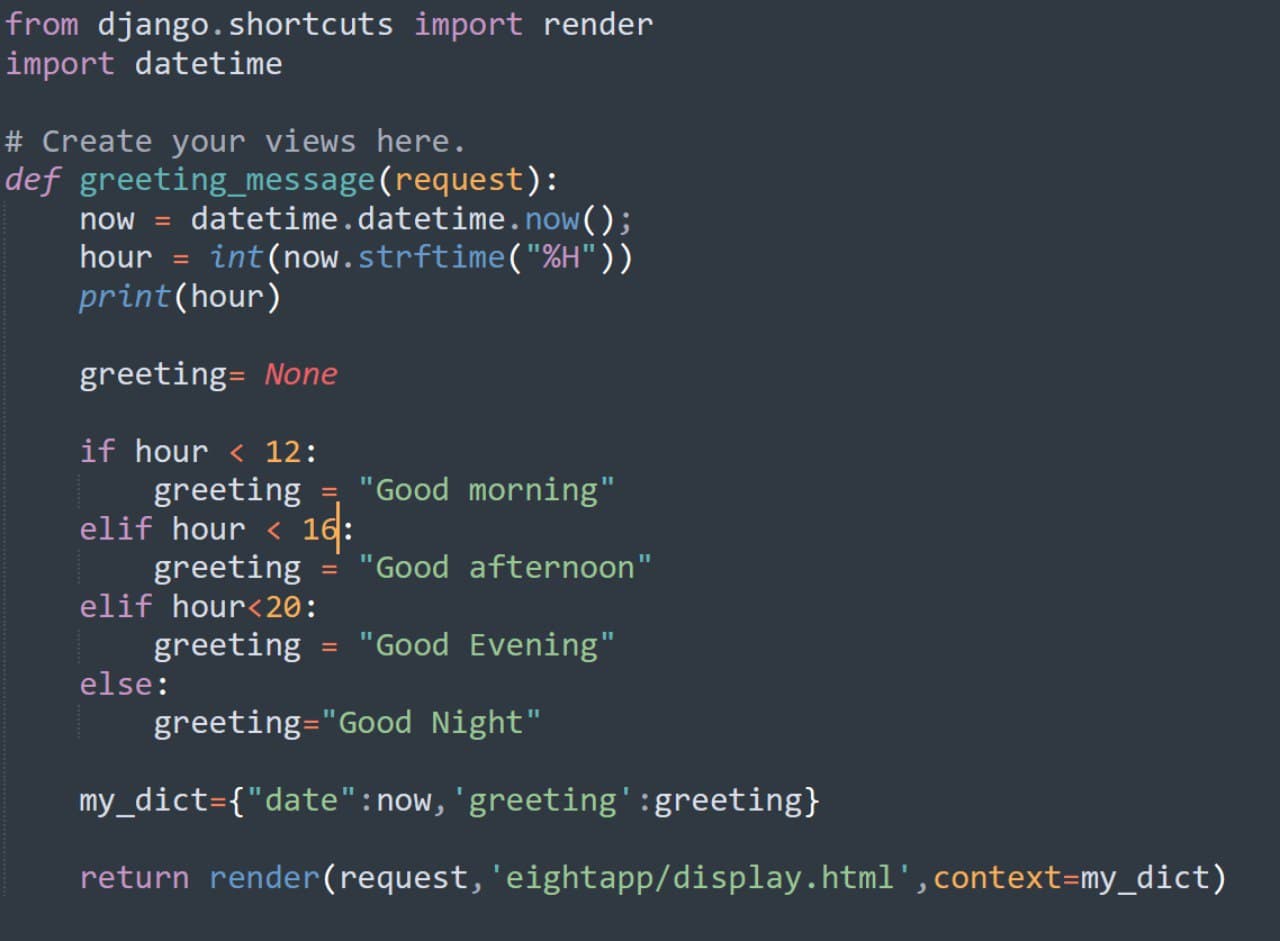 from django.shortcuts import render
import datetime
# Create your views here.
def greeting_message(request):
    now = datetime.datetime.now();
    hour = int(now.strftime("%H"))
    print(hour)
    greeting= None
    if hour < 12:
        greeting = "Good morning"
    elif hour < 16:
        greeting = "Good afternoon"
    elif hour<20:
        greeting = "Good Evening"
    else:
        greeting="Good Night"
    my_dict={"date":now,'greeting':greeting}
    return render(request,'eightapp/display.html',context=my_dict)